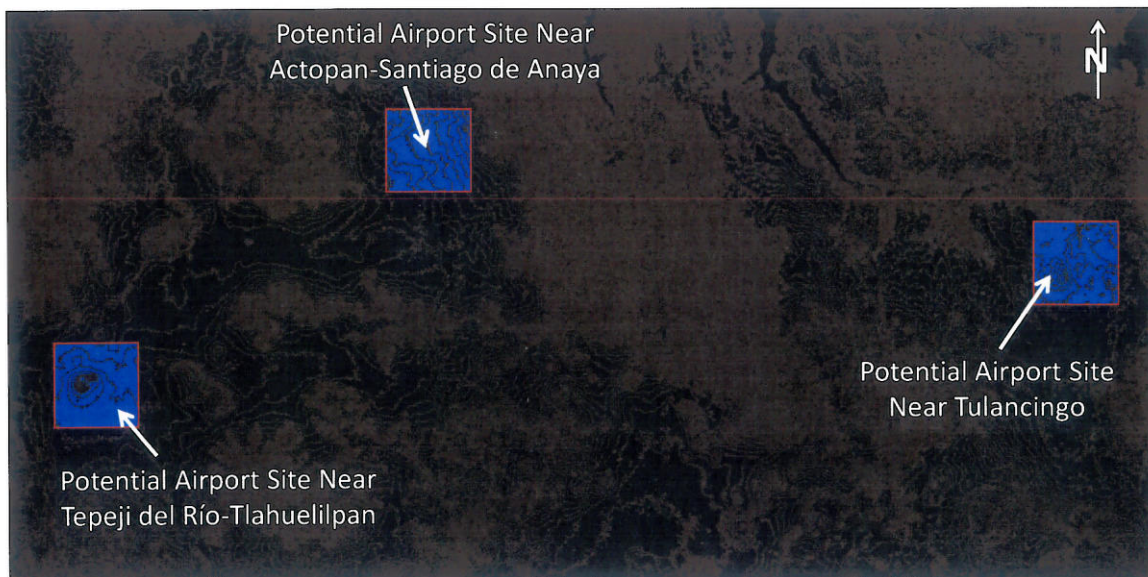 Potential Airport Site Near
Actopan-Santiago de Anaya
N
Potential Airport Site
Near Tulancingo
Potential Airport Site Near
Tepeji del Río-Tlahuelilpan